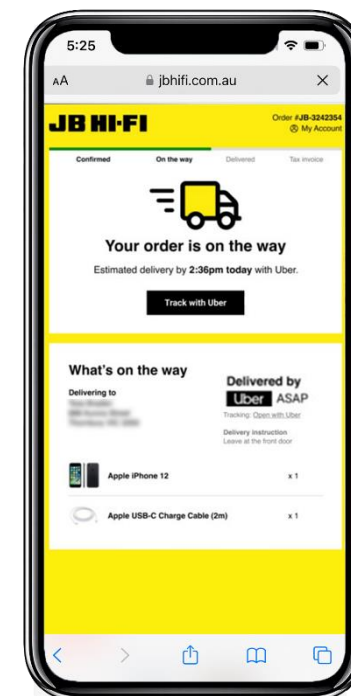 5:25
AA jbhifi.com.au
JB HI-FI
Order #JB-3242354
My Account
Confirmed On the way Delivered Tax invoice
Your order is on the way
Estimated delivery by 2:36pm today with Uber.
Track with Uber
What's on the way
Delivering to
Delivered by
Uber ASAP
Tracking: Open with Uber
Delivery instruction
Leave at the front door
Apple iPhone 12 x 1
Apple USB-C Charge Cable (2m) x 1